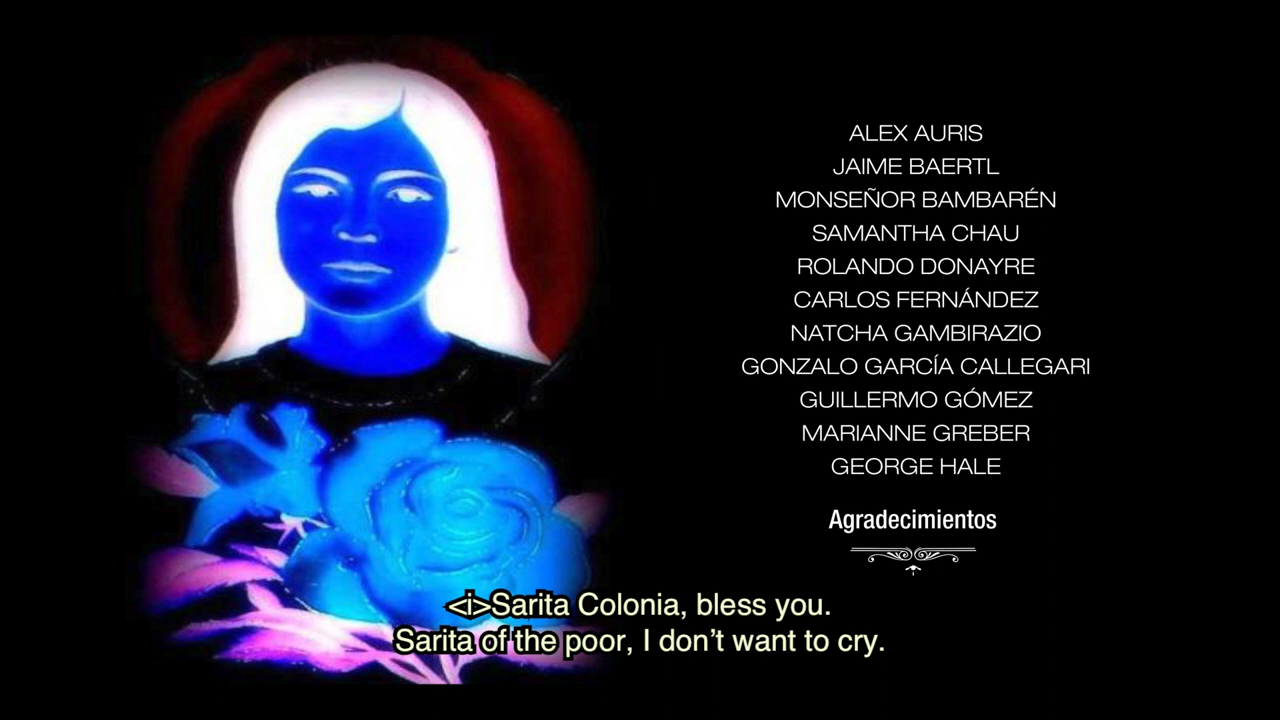 ALEX AURIS
JAIME BAERTL
MONSEÑOR BAMBARÉN
SAMANTHA CHAU
ROLANDO DONAYRE
CARLOS FERNÁNDEZ
NATCHA GAMBIRAZIO
GONZALO GARCÍA CALLEGARI
GUILLERMO GÓMEZ
MARIANNE GREBER
GEORGE HALE
Agradecimientos
<i>Sarita Colonia, bless you.
Sarita of the poor, I don't want to cry.